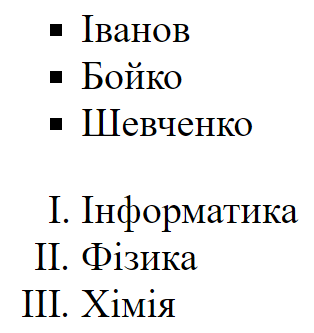 ▪ Іванов
▪ Бойко
▪ Шевченко
I. Інформатика
II. Фізика
III. Хімія